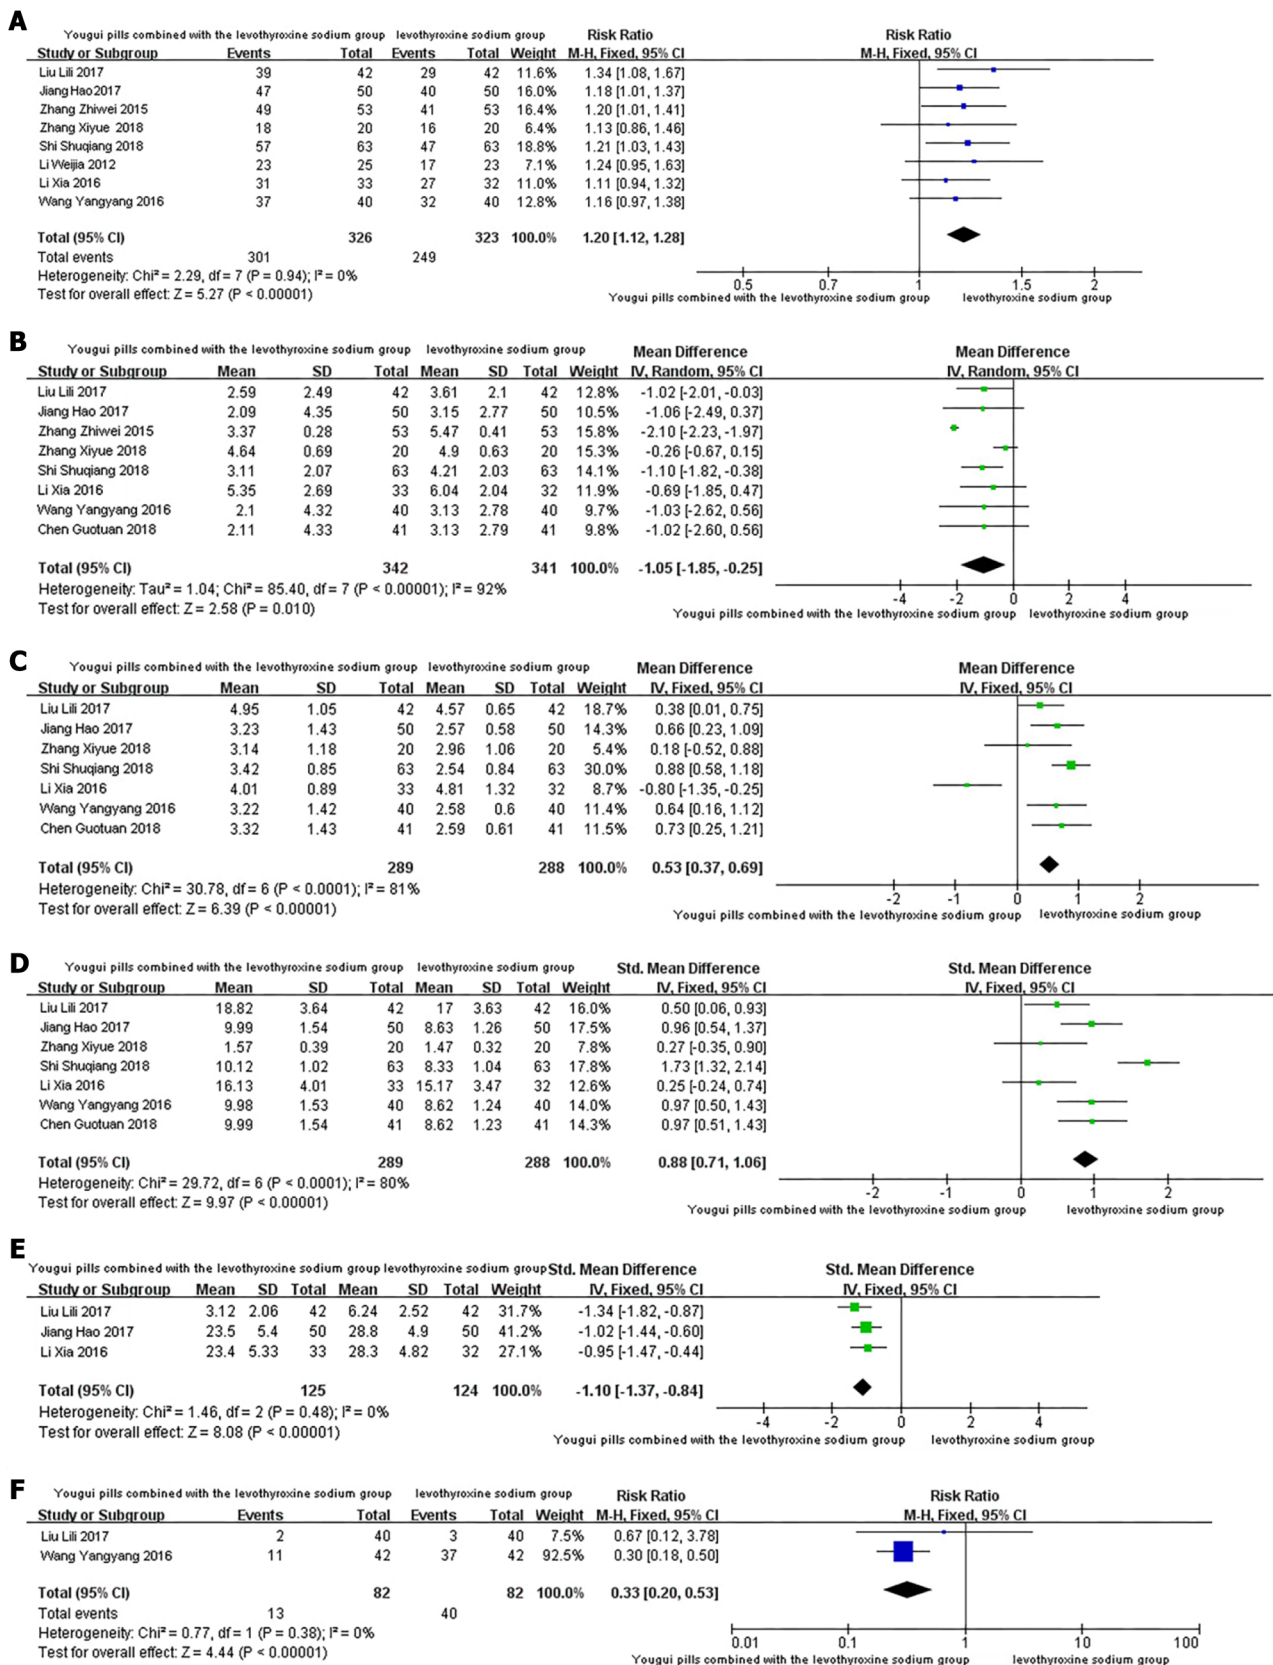 A
Yougui pills combined with the levothyroxine sodium group levothyroxine sodium group Risk Ratio Risk Ratio
Study or Subgroup Events Total Events Total Weight M-H, Fixed, 95% CI M-H, Fixed, 95% CI
Liu Lili 2017 39 42 29 42 11.6% 1.34 [1.08, 1.67]
Jiang Hao2017 47 50 40 50 16.0% 1.18 [1.01, 1.37]
Zhang Zhiwei 2015 49 53 41 53 16.4% 1.20 [1.01, 1.41]
Zhang Xiyue 2018 18 20 16 20 6.4% 1.13 [0.86, 1.46]
Shi Shuqiang 2018 57 63 47 63 18.8% 1.21 [1.03, 1.43]
Li Weijia 2012 23 25 17 23 7.1% 1.24 [0.95, 1.63]
Li Xia 2016 31 33 27 32 11.0% 1.11 [0.94, 1.32]
Wang Yangyang 2016 37 40 32 40 12.8% 1.16 [0.97, 1.38]
Total (95% CI) 326 323 100.0% 1.20 [1.12, 1.28]
Total events 301 249
Heterogeneity: Chi² = 2.29, df = 7 (P = 0.94); I² = 0%
Test for overall effect: Z = 5.27 (P < 0.00001)
0.5 0.7 1 1.5 2
Yougui pills combined with the levothyroxine sodium group levothyroxine sodium group
B
Yougui pills combined with the levothyroxine sodium group levothyroxine sodium group Mean Difference Mean Difference
Study or Subgroup Mean SD Total Mean SD Total Weight IV, Random, 95% CI IV, Random, 95% CI
Liu Lili 2017 2.59 2.49 42 3.61 2.1 42 12.8% -1.02 [-2.01, -0.03]
Jiang Hao 2017 2.09 4.35 50 3.15 2.77 50 10.5% -1.06 [-2.49, 0.37]
Zhang Zhiwei 2015 3.37 0.28 53 5.47 0.41 53 15.8% -2.10 [-2.23, -1.97]
Zhang Xiyue 2018 4.64 0.69 20 4.9 0.63 20 15.3% -0.26 [-0.67, 0.15]
Shi Shuqiang 2018 3.11 2.07 63 4.21 2.03 63 14.1% -1.10 [-1.82, -0.38]
Li Xia 2016 5.35 2.69 33 6.04 2.04 32 11.9% -0.69 [-1.85, 0.47]
Wang Yangyang 2016 2.1 4.32 40 3.13 2.78 40 9.7% -1.03 [-2.62, 0.56]
Chen Guotuan 2018 2.11 4.33 41 3.13 2.79 41 9.8% -1.02 [-2.60, 0.56]
Total (95% CI) 342 341 100.0% -1.05 [-1.85, -0.25]
Heterogeneity: Tau² = 1.04; Chi² = 85.40, df = 7 (P < 0.00001); I² = 92%
Test for overall effect: Z = 2.58 (P = 0.010)
-4 -2 0 2 4
Yougui pills combined with the levothyroxine sodium group levothyroxine sodium group
C
Yougui pills combined with the levothyroxine sodium group levothyroxine sodium group Mean Difference Mean Difference
Study or Subgroup Mean SD Total Mean SD Total Weight IV, Fixed, 95% CI IV, Fixed, 95% CI
Liu Lili 2017 4.95 1.05 42 4.57 0.65 42 18.7% 0.38 [0.01, 0.75]
Jiang Hao 2017 3.23 1.43 50 2.57 0.58 50 14.3% 0.66 [0.23, 1.09]
Zhang Xiyue 2018 3.14 1.18 20 2.96 1.06 20 5.4% 0.18 [-0.52, 0.88]
Shi Shuqiang 2018 3.42 0.85 63 2.54 0.84 63 30.0% 0.88 [0.58, 1.18]
Li Xia 2016 4.01 0.89 33 4.81 1.32 32 8.7% -0.80 [-1.35, -0.25]
Wang Yangyang 2016 3.22 1.42 40 2.58 0.6 40 11.4% 0.64 [0.16, 1.12]
Chen Guotuan 2018 3.32 1.43 41 2.59 0.61 41 11.5% 0.73 [0.25, 1.21]
Total (95% CI) 289 288 100.0% 0.53 [0.37, 0.69]
Heterogeneity: Chi² = 30.78, df = 6 (P < 0.0001); I² = 81%
Test for overall effect: Z = 6.39 (P < 0.00001)
-2 -1 0 1 2
Yougui pills combined with the levothyroxine sodium group levothyroxine sodium group
D
Yougui pills combined with the levothyroxine sodium group levothyroxine sodium group Std. Mean Difference Std. Mean Difference
Study or Subgroup Mean SD Total Mean SD Total Weight IV, Fixed, 95% CI IV, Fixed, 95% CI
Liu Lili 2017 18.82 3.64 42 17 3.63 42 16.0% 0.50 [0.06, 0.93]
Jiang Hao 2017 9.99 1.54 50 8.63 1.26 50 17.5% 0.96 [0.54, 1.37]
Zhang Xiyue 2018 1.57 0.39 20 1.47 0.32 20 7.8% 0.27 [-0.35, 0.90]
Shi Shuqiang 2018 10.12 1.02 63 8.33 1.04 63 17.8% 1.73 [1.32, 2.14]
Li Xia 2016 16.13 4.01 33 15.17 3.47 32 12.6% 0.25 [-0.24, 0.74]
Wang Yangyang 2016 9.98 1.53 40 8.62 1.24 40 14.0% 0.97 [0.50, 1.43]
Chen Guotuan 2018 9.99 1.54 41 8.62 1.23 41 14.3% 0.97 [0.51, 1.43]
Total (95% CI) 289 288 100.0% 0.88 [0.71, 1.06]
Heterogeneity: Chi² = 29.72, df = 6 (P < 0.0001); I² = 80%
Test for overall effect: Z = 9.97 (P < 0.00001)
-2 -1 0 1 2
Yougui pills combined with the levothyroxine sodium group levothyroxine sodium group
E
Yougui pills combined with the levothyroxine sodium group levothyroxine sodium group Std. Mean Difference Std. Mean Difference
Study or Subgroup Mean SD Total Mean SD Total Weight IV, Fixed, 95% CI IV, Fixed, 95% CI
Liu Lili 2017 3.12 2.06 42 6.24 2.52 42 31.7% -1.34 [-1.82, -0.87]
Jiang Hao 2017 23.5 5.4 50 28.8 4.9 50 41.2% -1.02 [-1.44, -0.60]
Li Xia 2016 23.4 5.33 33 28.3 4.82 32 27.1% -0.95 [-1.47, -0.44]
Total (95% CI) 125 124 100.0% -1.10 [-1.37, -0.84]
Heterogeneity: Chi² = 1.46, df = 2 (P = 0.48); I² = 0%
Test for overall effect: Z = 8.08 (P < 0.00001)
-4 -2 0 2 4
Yougui pills combined with the levothyroxine sodium group levothyroxine sodium group
F
Yougui pills combined with the levothyroxine sodium group levothyroxine sodium group Risk Ratio Risk Ratio
Study or Subgroup Events Total Events Total Weight M-H, Fixed, 95% CI M-H, Fixed, 95% CI
Liu Lili 2017 2 40 3 40 7.5% 0.67 [0.12, 3.78]
Wang Yangyang 2016 11 42 37 42 92.5% 0.30 [0.18, 0.50]
Total (95% CI) 82 82 100.0% 0.33 [0.20, 0.53]
Total events 13 40
Heterogeneity: Chi² = 0.77, df = 1 (P = 0.38); I² = 0%
Test for overall effect: Z = 4.44 (P < 0.00001)
0.01 0.1 1 10 100
Yougui pills combined with the levothyroxine sodium group levothyroxine sodium group